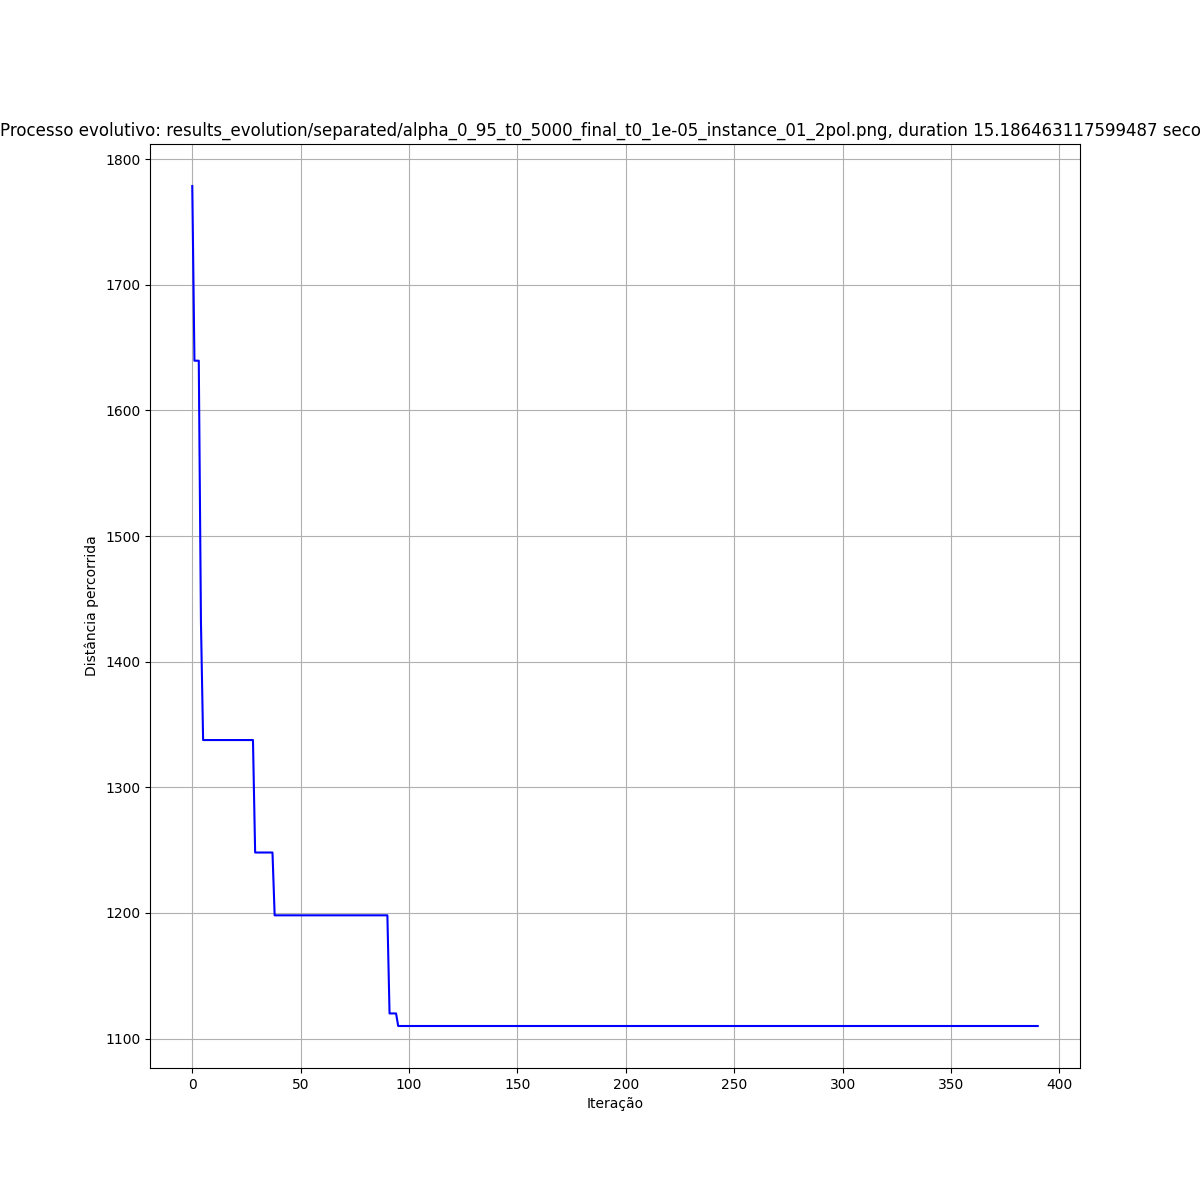 Processo evolutivo: results_evolution/separated/alpha_0_95_t0_5000_final_t0_1e-05_instance_01_2pol.png, duration 15.186463117599487 seco
1800
1700
1600
1500
1400
1300
1200
1100
Distância percorrida
0 50 100 150 200 250 300 350 400
Iteração